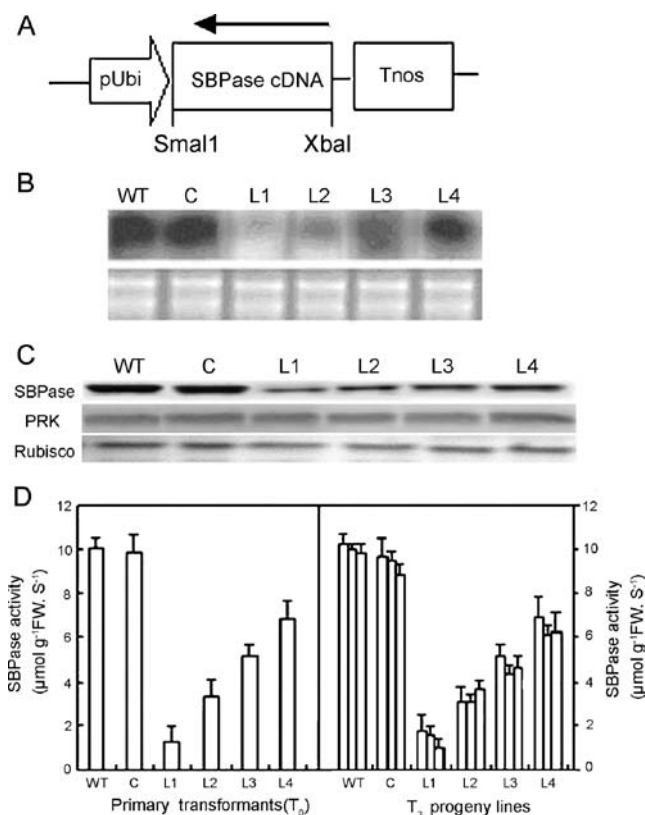 A
pUbi SBPase cDNA Tnos
Smal1 Xbal
B
WT C L1 L2 L3 L4
C
WT C L1 L2 L3 L4
SBPase
PRK
Rubisco
D
12 12
10 10
8 8
6 6
4 4
2 2
0 0
SBPase activity
(µmol g⁻¹FW. S⁻¹)
SBPase activity
(µmol g⁻¹FW. S⁻¹)
WT C L1 L2 L3 L4 WT C L1 L2 L3 L4
Primary transformants(T₀) T₂ progeny lines